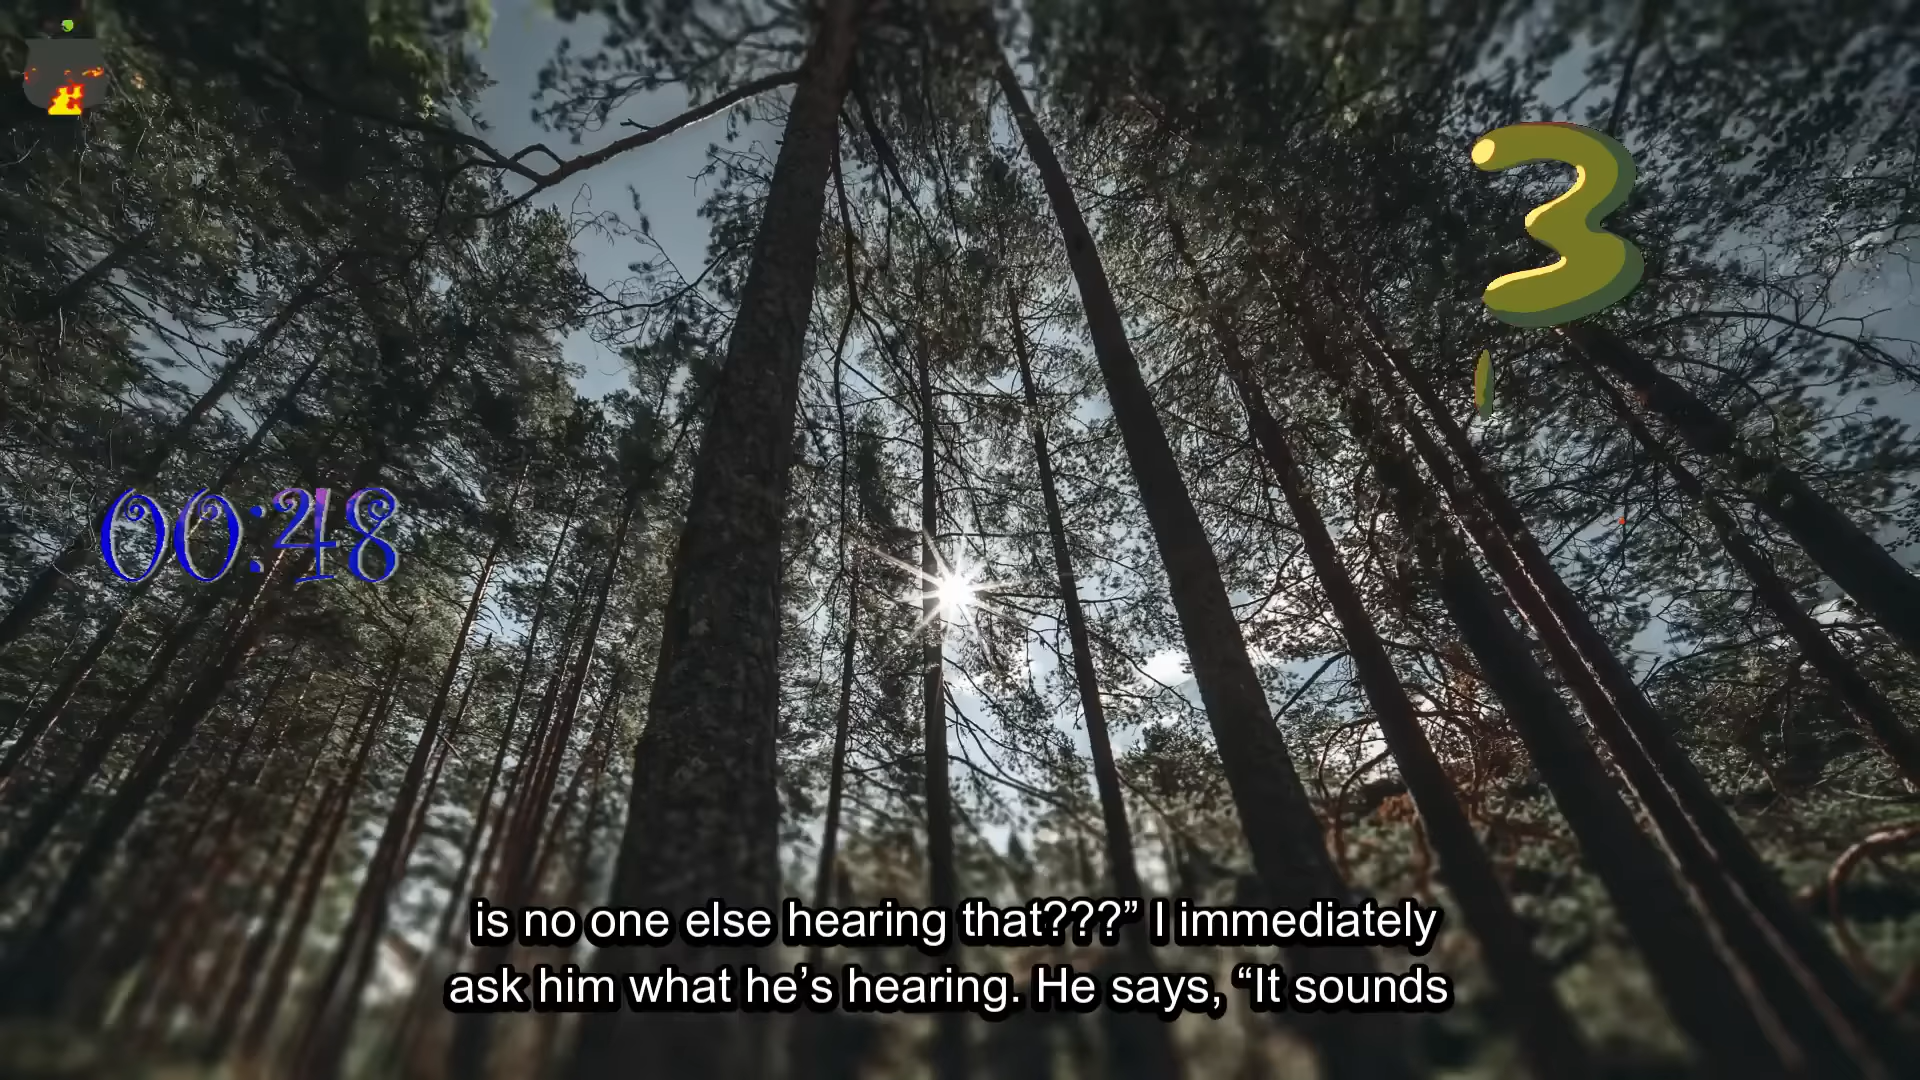 3
00:48
is no one else hearing that???” I immediately
ask him what he’s hearing. He says, “It sounds